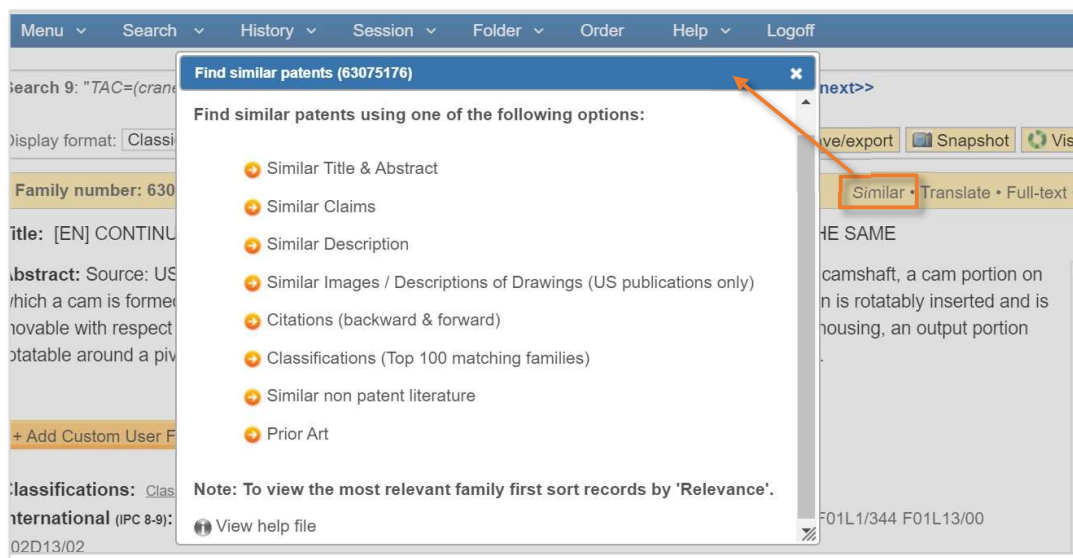 Menu Search History Session Folder Order Help Logoff
Find similar patents (63075176)
Search 9: "TAC=(crane next>>
Find similar patents using one of the following options:
Display format: Classi ve/export Snapshot Vis
Similar Title & Abstract
Family number: 630 Similar • Translate • Full-text
Similar Claims
Title: [EN] CONTINU HE SAME
Similar Description
Abstract: Source: US camshaft, a cam portion on
Similar Images / Descriptions of Drawings (US publications only)
which a cam is formed n is rotatably inserted and is
Citations (backward & forward)
movable with respect housing, an output portion
Classifications (Top 100 matching families)
otatable around a piv .
Similar non patent literature
+ Add Custom User F Prior Art
Classifications: Clas
Note: To view the most relevant family first sort records by 'Relevance'.
International (IPC 8-9): F01L1/344 F01L13/00
View help file
02D13/02